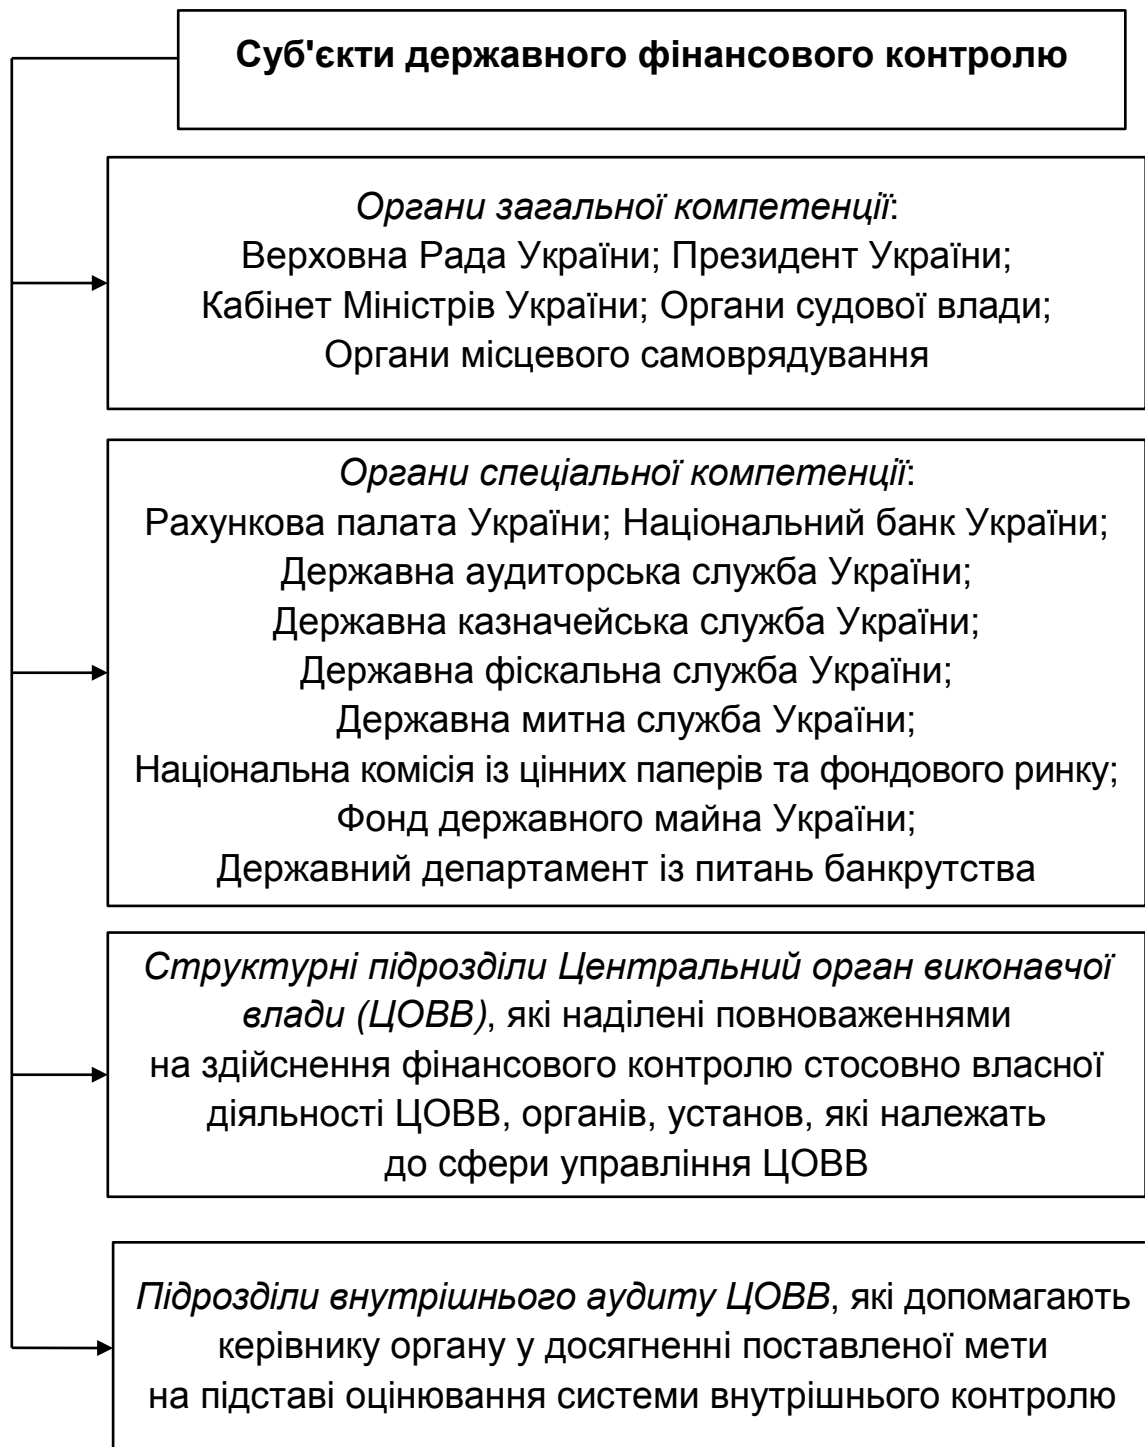 Суб'єкти державного фінансового контролю
Органи загальної компетенції:
Верховна Рада України; Президент України;
Кабінет Міністрів України; Органи судової влади;
Органи місцевого самоврядування
Органи спеціальної компетенції:
Рахункова палата України; Національний банк України;
Державна аудиторська служба України;
Державна казначейська служба України;
Державна фіскальна служба України;
Державна митна служба України;
Національна комісія із цінних паперів та фондового ринку;
Фонд державного майна України;
Державний департамент із питань банкрутства
Структурні підрозділи Центральний орган виконавчої
влади (ЦОВВ), які наділені повноваженнями
на здійснення фінансового контролю стосовно власної
діяльності ЦОВВ, органів, установ, які належать
до сфери управління ЦОВВ
Підрозділи внутрішнього аудиту ЦОВВ, які допомагають
керівнику органу у досягненні поставленої мети
на підставі оцінювання системи внутрішнього контролю